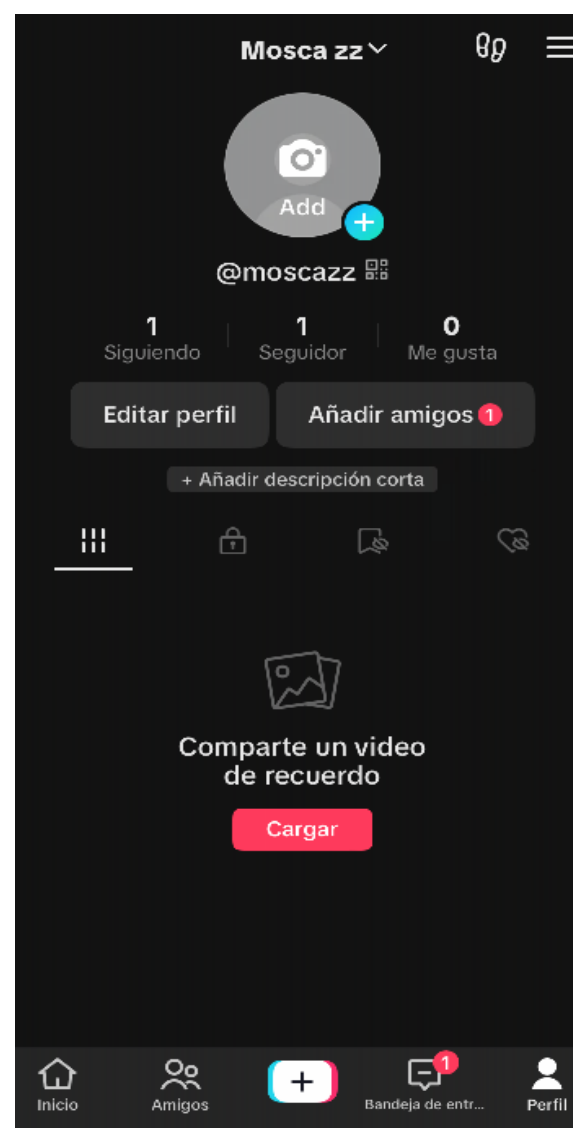 Mosca zz
Add
@moscazz
1 1 0
Siguiendo Seguidor Me gusta
Editar perfil Añadir amigos 1
+ Añadir descripción corta
Comparte un video
de recuerdo
Cargar
1
Inicio Amigos Bandeja de entr... Perfil